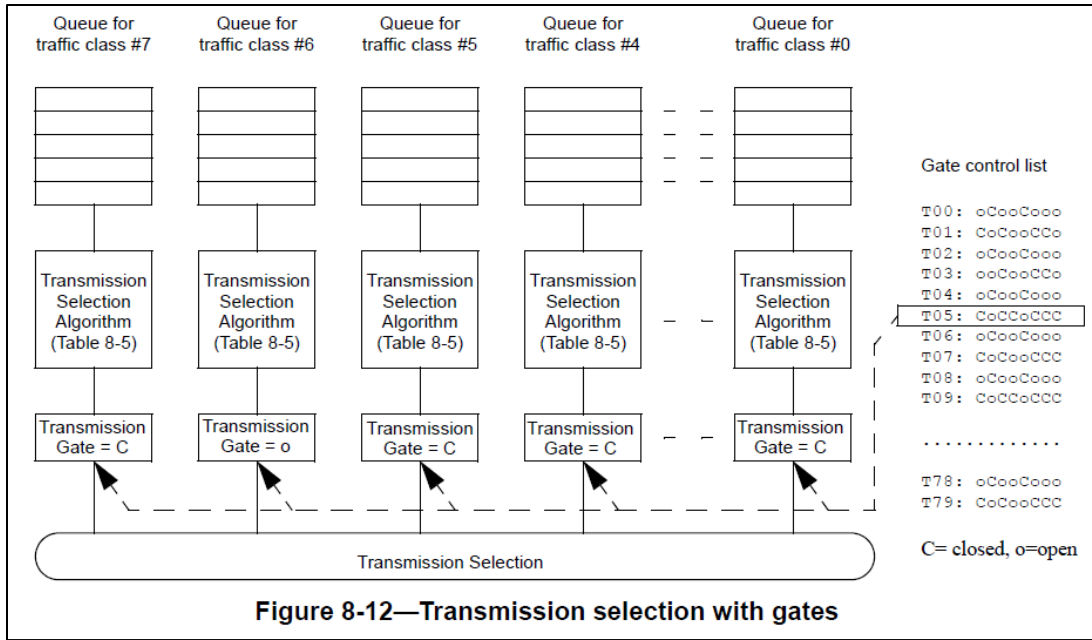 Queue for
traffic class #7
Queue for
traffic class #6
Queue for
traffic class #5
Queue for
traffic class #4
Queue for
traffic class #0
Transmission
Selection
Algorithm
(Table 8-5)
Transmission
Selection
Algorithm
(Table 8-5)
Transmission
Selection
Algorithm
(Table 8-5)
Transmission
Selection
Algorithm
(Table 8-5)
Transmission
Selection
Algorithm
(Table 8-5)
Transmission
Gate = C
Transmission
Gate = o
Transmission
Gate = C
Transmission
Gate = C
Transmission
Gate = C
Transmission Selection
Gate control list
T00: oCooCooo
T01: CoCooCCo
T02: oCooCooo
T03: ooCooCCo
T04: oCooCooo
T05: CoCCoCCC
T06: oCooCooo
T07: CoCooCCC
T08: oCooCooo
T09: CoCCoCCC
.............
T78: oCooCooo
T79: CoCooCCC
C= closed, o=open
Figure 8-12—Transmission selection with gates